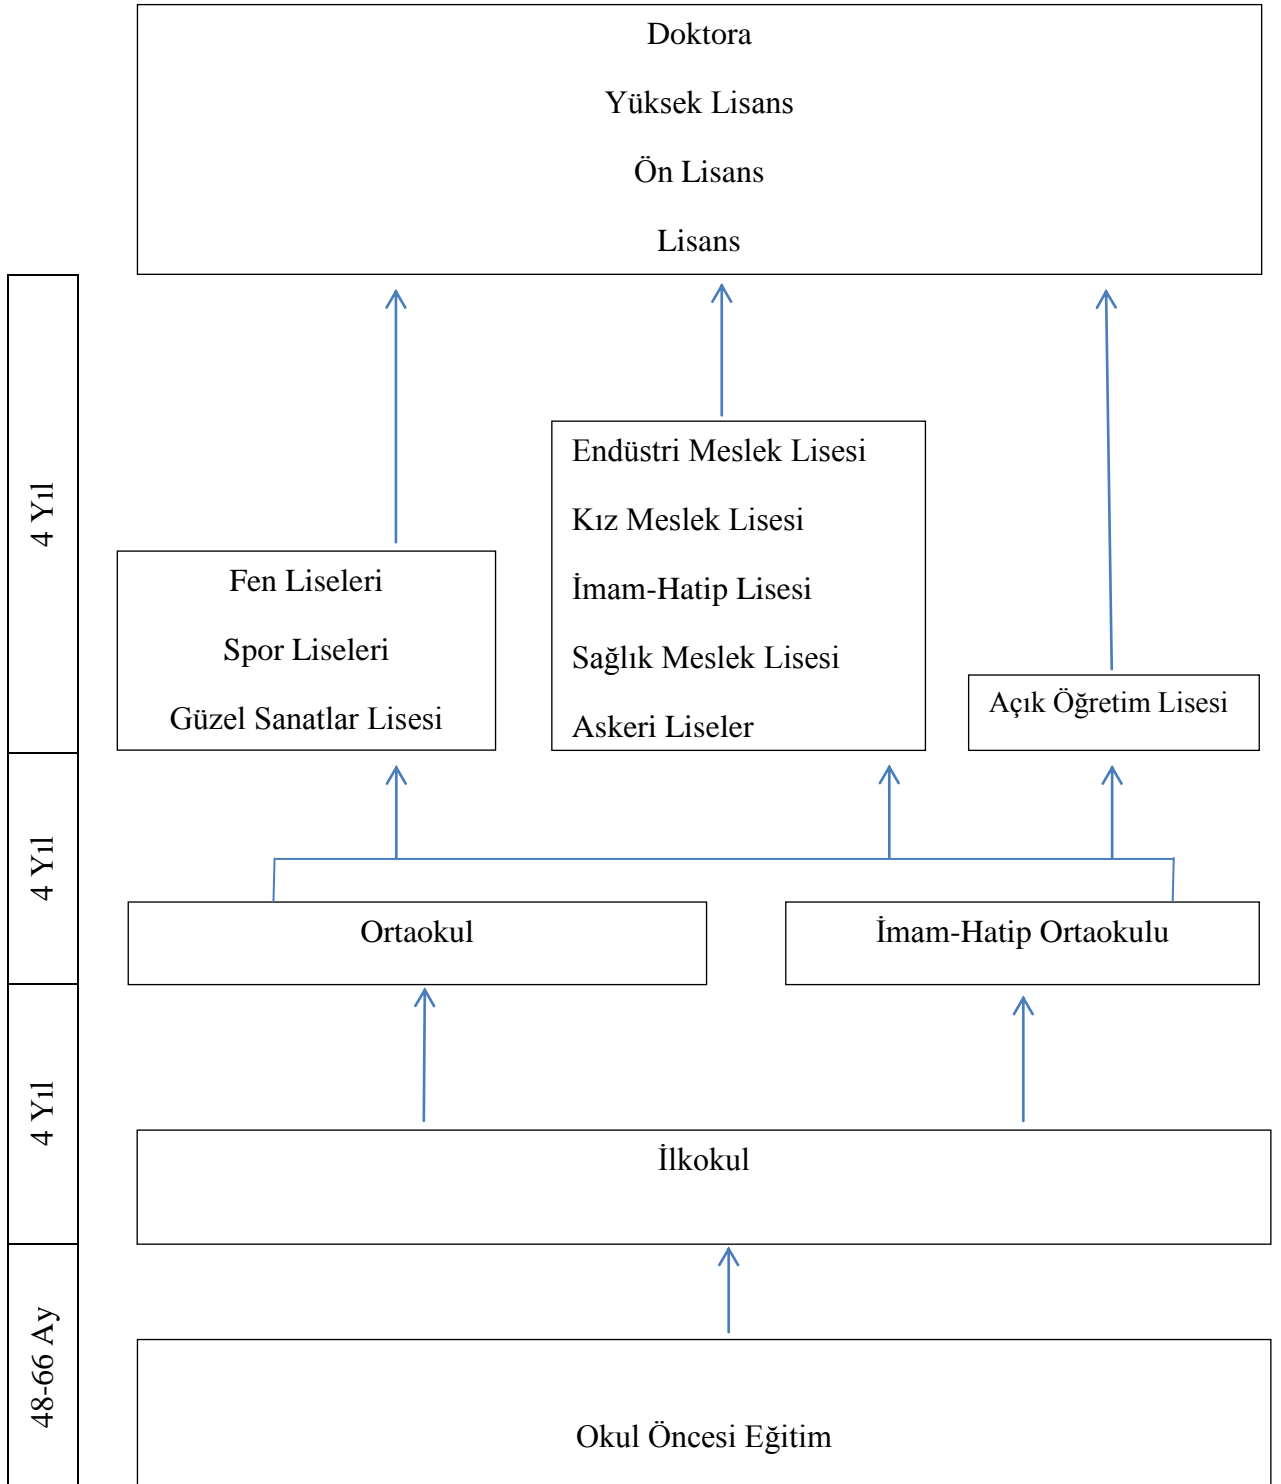 Doktora
Yüksek Lisans
Ön Lisans
Lisans
4 Yıl
Endüstri Meslek Lisesi
Kız Meslek Lisesi
İmam-Hatip Lisesi
Sağlık Meslek Lisesi
Askeri Liseler
Fen Liseleri
Spor Liseleri
Güzel Sanatlar Lisesi
Açık Öğretim Lisesi
4 Yıl
Ortaokul
İmam-Hatip Ortaokulu
4 Yıl
İlkokul
48-66 Ay
Okul Öncesi Eğitim